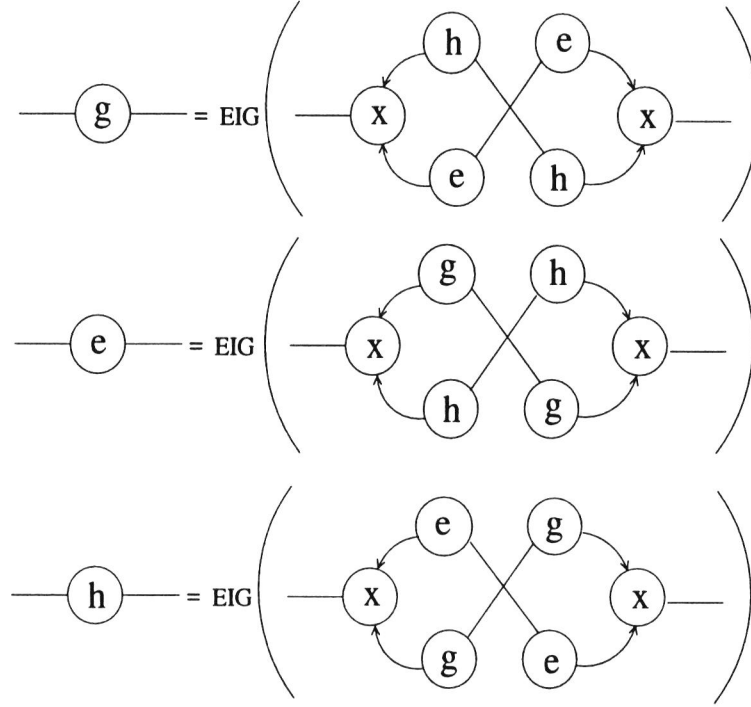 h e
g = EIG x x
e h
g h
e = EIG x x
h g
e g
h = EIG x x
g e